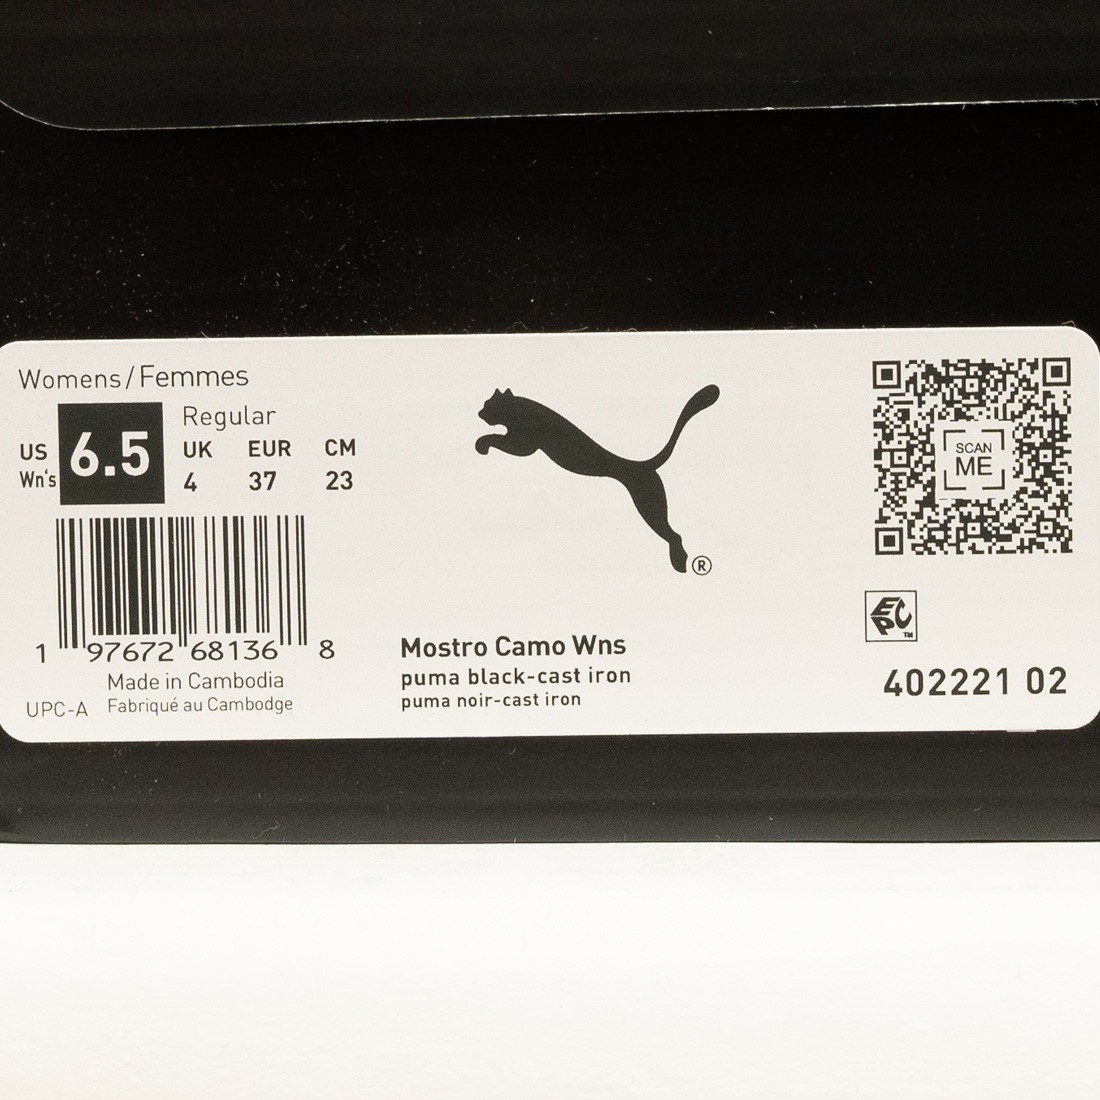 Womens/Femmes
US
Wn's
6.5
Regular
UK EUR CM
4 37 23
1 97672 68136 8
UPC-A
Made in Cambodia
Fabriqué au Cambodge
®
Mostro Camo Wns
puma black-cast iron
puma noir-cast iron
SCAN
ME
EPC
™
402221 02